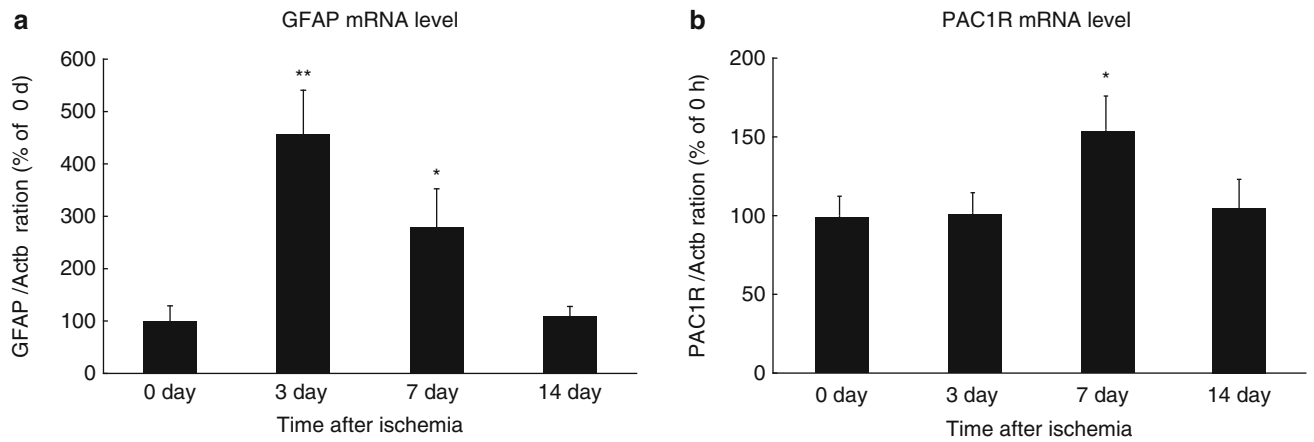 a
GFAP mRNA level
GFAP /Actb ration (% of 0 d)
600
500
400
300
200
100
0
**
*
0 day
3 day
7 day
14 day
Time after ischemia
b
PAC1R mRNA level
PAC1R /Actb ration (% of 0 h)
200
150
100
50
0
*
0 day
3 day
7 day
14 day
Time after ischemia